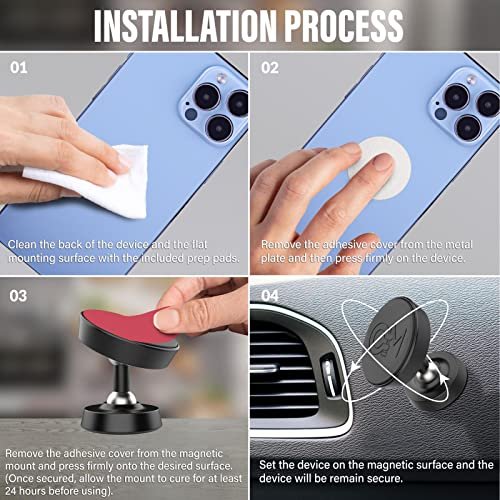 INSTALLATION PROCESS
01
Clean the back of the device and the flat
mounting surface with the included prep pads.
02
Remove the adhesive cover from the metal
plate and then press firmly on the device.
03
Remove the adhesive cover from the magnetic
mount and press firmly onto the desired surface.
(Once secured, allow the mount to cure for at least
24 hours before using).
04
Set the device on the magnetic surface and the
device will be remain secure.